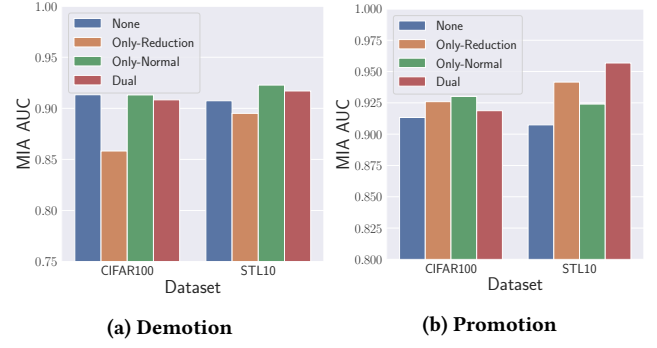 1.00
0.95
0.90
0.85
0.80
0.75
MIA AUC
None
Only-Reduction
Only-Normal
Dual
CIFAR100
STL10
Dataset
(a) Demotion
1.000
0.975
0.950
0.925
0.900
0.875
0.850
0.825
0.800
MIA AUC
None
Only-Reduction
Only-Normal
Dual
CIFAR100
STL10
Dataset
(b) Promotion